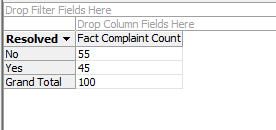 Drop Filter Fields Here
Drop Column Fields Here
Resolved Fact Complaint Count
No 55
Yes 45
Grand Total 100